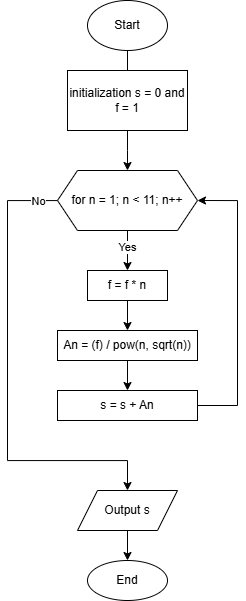 Start
initialization s = 0 and
f = 1
for n = 1; n < 11; n++
No
Yes
f = f * n
An = (f) / pow(n, sqrt(n))
s = s + An
Output s
End